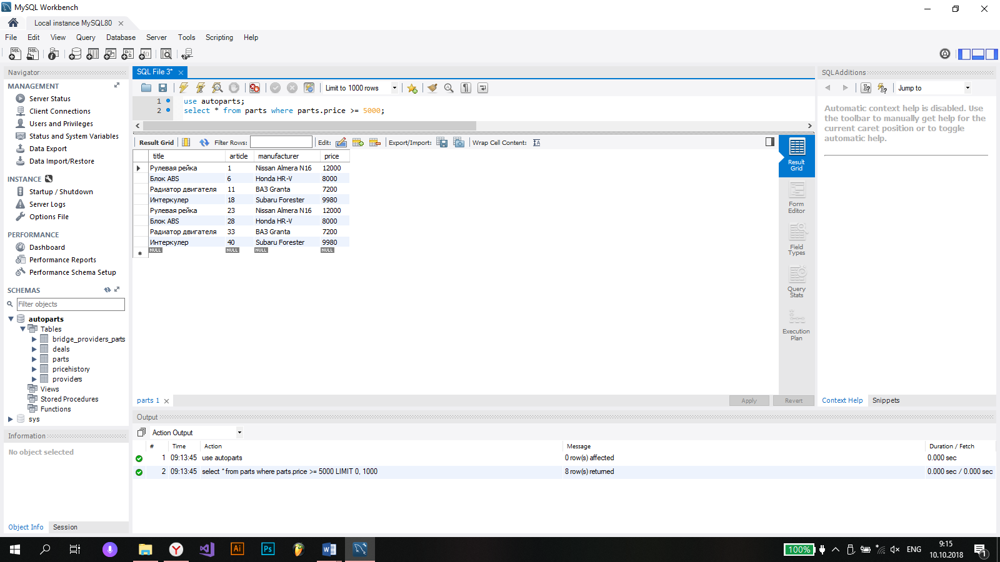 MySQL Workbench
Local instance MySQL80
File Edit View Query Database Server Tools Scripting Help
Navigator
MANAGEMENT
Server Status
Client Connections
Users and Privileges
Status and System Variables
Data Export
Data Import/Restore
INSTANCE
Startup / Shutdown
Server Logs
Options File
PERFORMANCE
Dashboard
Performance Reports
Performance Schema Setup
SCHEMAS
Filter objects
autoparts
Tables
bridge_providers_parts
deals
parts
pricehistory
providers
Views
Stored Procedures
Functions
sys
Information
No object selected
Object Info Session
SQL File 3*
Limit to 1000 rows
1 use autoparts;
2 select * from parts where parts.price >= 5000;
Result Grid Filter Rows: Edit: Export/Import: Wrap Cell Content:
title article manufacturer price
Рулевая рейка 1 Nissan Almera N16 12000
Блок ABS 6 Honda HR-V 8000
Радиатор двигателя 11 ВАЗ Granta 7200
Интеркулер 18 Subaru Forester 9980
Рулевая рейка 23 Nissan Almera N16 12000
Блок ABS 28 Honda HR-V 8000
Радиатор двигателя 33 ВАЗ Granta 7200
Интеркулер 40 Subaru Forester 9980
NULL NULL NULL NULL
Result
Grid
Form
Editor
Field
Types
Query
Stats
Execution
Plan
parts 1
Apply Revert
SQLAdditions
Jump to
Automatic context help is disabled. Use
the toolbar to manually get help for the
current caret position or to toggle
automatic help.
Context Help Snippets
Output
Action Output
# Time Action Message Duration / Fetch
1 09:13:45 use autoparts 0 row(s) affected 0.000 sec
2 09:13:45 select * from parts where parts.price >= 5000 LIMIT 0, 1000 8 row(s) returned 0.000 sec / 0.000 sec
Ai
Ps
100%
ENG
9:15
10.10.2018
1